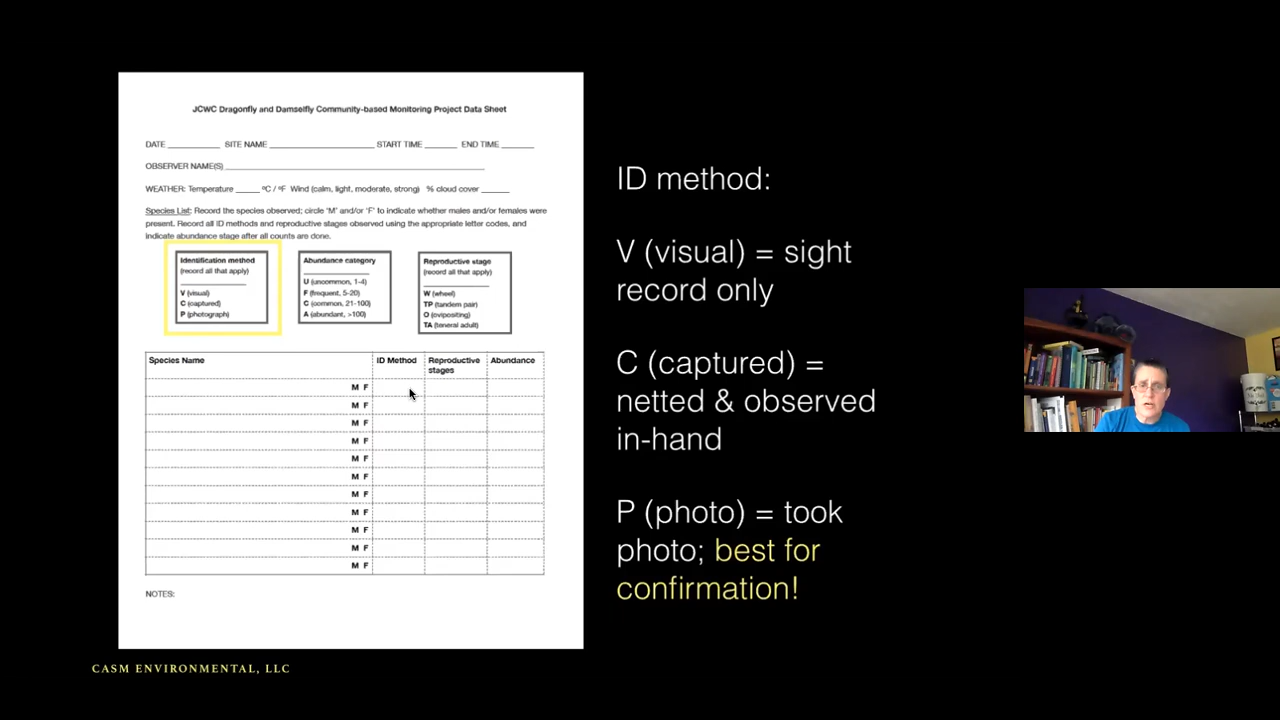 JCWC Dragonfly and Damselfly Community-based Monitoring Project Data Sheet
DATE __________ SITE NAME ____________________ START TIME ______ END TIME ______
OBSERVER NAME(S) ____________________
WEATHER: Temperature _____ ºC / ºF Wind (calm, light, moderate, strong) % cloud cover _____
Species List: Record the species observed; circle 'M' and/or 'F' to indicate whether males and/or females were
present. Record all ID methods and reproductive stages observed using the appropriate letter codes, and
indicate abundance stage after all counts are done.
Identification method
(record all that apply)
V (visual)
C (captured)
P (photograph)
Abundance category
U (uncommon, 1-4)
F (frequent, 5-20)
C (common, 21-100)
A (abundant, >100)
Reproductive stage
(record all that apply)
W (wheel)
TP (tandem pair)
O (ovipositing)
TA (teneral adult)
Species Name ID Method Reproductive Abundance
stages
M F
M F
M F
M F
M F
M F
M F
M F
M F
M F
M F
NOTES:
ID method:
V (visual) = sight
record only
C (captured) =
netted & observed
in-hand
P (photo) = took
photo; best for
confirmation!
CASM ENVIRONMENTAL, LLC